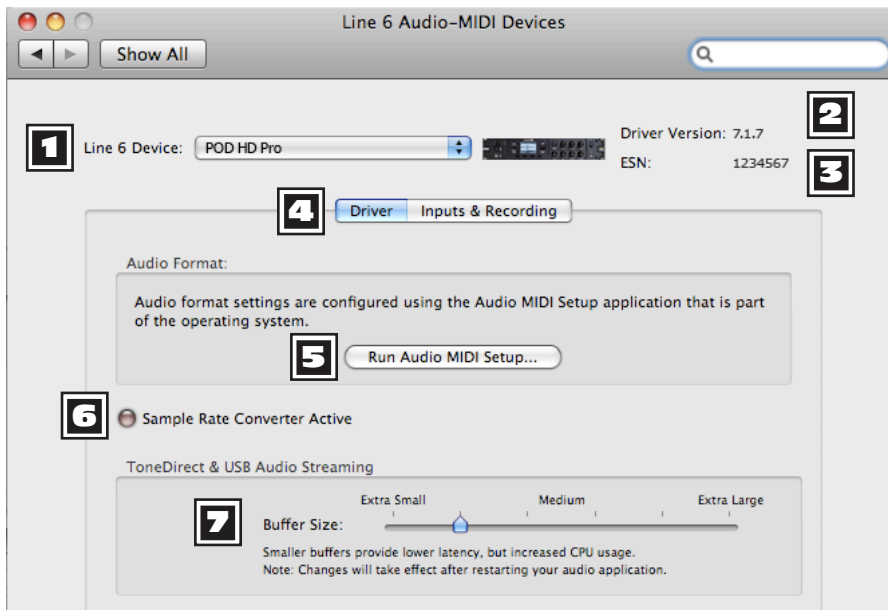 Line 6 Audio-MIDI Devices
Show All
1
Line 6 Device:
POD HD Pro
Driver Version: 7.1.7
2
ESN: 1234567
3
4
Driver
Inputs & Recording
Audio Format:
Audio format settings are configured using the Audio MIDI Setup application that is part
of the operating system.
5
Run Audio MIDI Setup...
6
Sample Rate Converter Active
ToneDirect & USB Audio Streaming
Extra Small
Medium
Extra Large
7
Buffer Size:
Smaller buffers provide lower latency, but increased CPU usage.
Note: Changes will take effect after restarting your audio application.